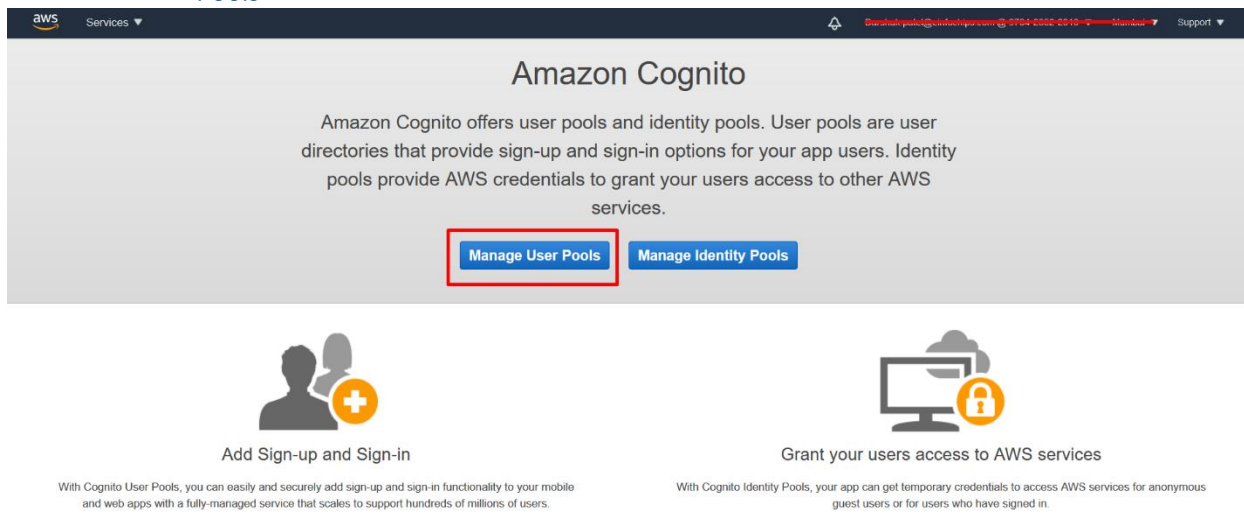 Pools
aws Services ▼ Support ▼
Amazon Cognito
Amazon Cognito offers user pools and identity pools. User pools are user
directories that provide sign-up and sign-in options for your app users. Identity
pools provide AWS credentials to grant your users access to other AWS
services.
Manage User Pools Manage Identity Pools
Add Sign-up and Sign-in
With Cognito User Pools, you can easily and securely add sign-up and sign-in functionality to your mobile
and web apps with a fully-managed service that scales to support hundreds of millions of users.
Grant your users access to AWS services
With Cognito Identity Pools, your app can get temporary credentials to access AWS services for anonymous
guest users or for users who have signed in.